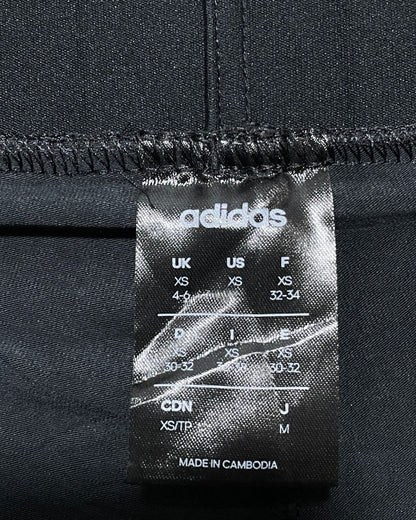 adidas
UK US F
XS XS XS
4-6 32-34
D I E
XS XS XS
30-32 30-32
CDN J
XS/TP M
MADE IN CAMBODIA